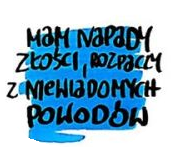 MAM NAPADY
ZŁOŚCI, ROZPACZY
Z NIEWIADOMYCH
POWODÓW